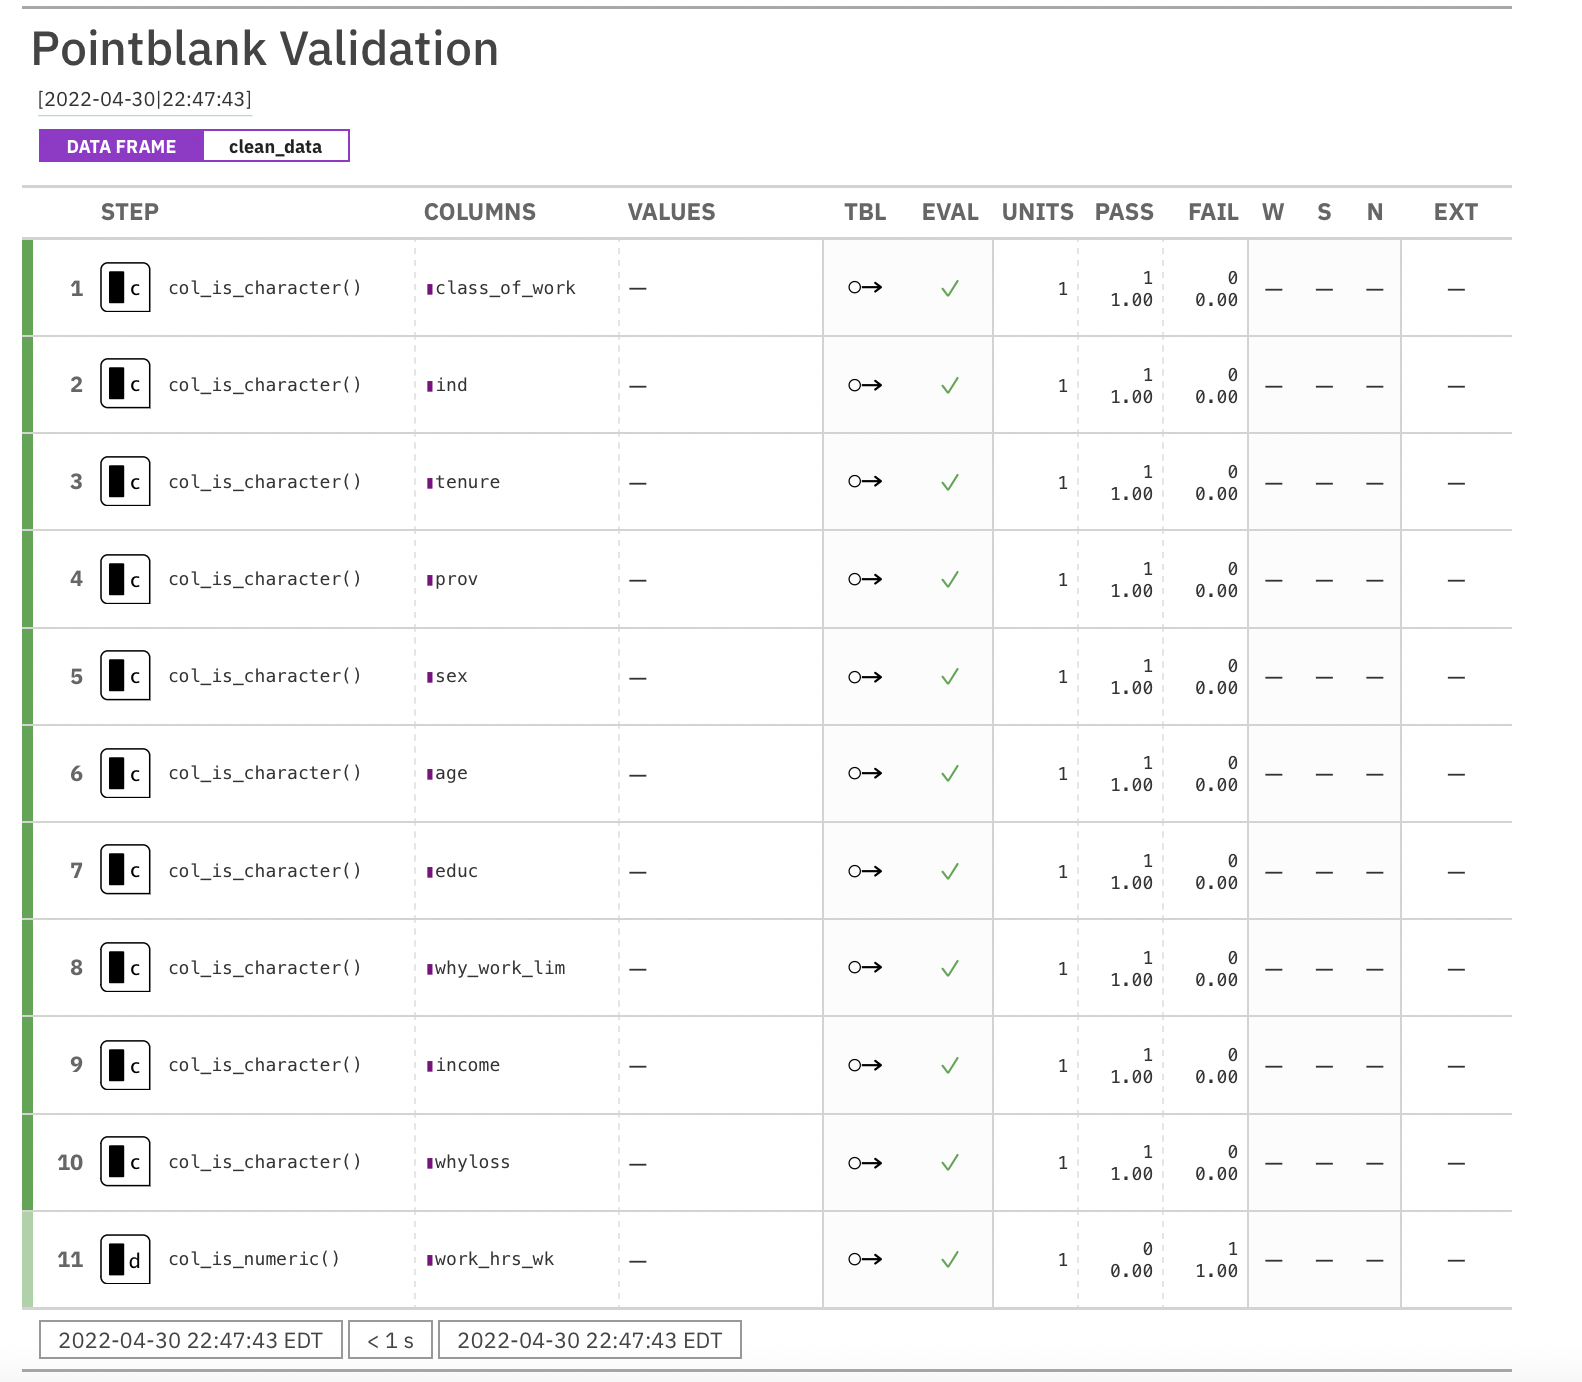 Pointblank Validation
[2022-04-30|22:47:43]
DATA FRAME clean_data
STEP COLUMNS VALUES TBL EVAL UNITS PASS FAIL W S N EXT
1 c col_is_character() class_of_work — ○→ ✓ 1 1 0 — — — —
1.00 0.00
2 c col_is_character() ind — ○→ ✓ 1 1 0 — — — —
1.00 0.00
3 c col_is_character() tenure — ○→ ✓ 1 1 0 — — — —
1.00 0.00
4 c col_is_character() prov — ○→ ✓ 1 1 0 — — — —
1.00 0.00
5 c col_is_character() sex — ○→ ✓ 1 1 0 — — — —
1.00 0.00
6 c col_is_character() age — ○→ ✓ 1 1 0 — — — —
1.00 0.00
7 c col_is_character() educ — ○→ ✓ 1 1 0 — — — —
1.00 0.00
8 c col_is_character() why_work_lim — ○→ ✓ 1 1 0 — — — —
1.00 0.00
9 c col_is_character() income — ○→ ✓ 1 1 0 — — — —
1.00 0.00
10 c col_is_character() whyloss — ○→ ✓ 1 1 0 — — — —
1.00 0.00
11 d col_is_numeric() work_hrs_wk — ○→ ✓ 1 0 1 — — — —
0.00 1.00
2022-04-30 22:47:43 EDT < 1 s 2022-04-30 22:47:43 EDT